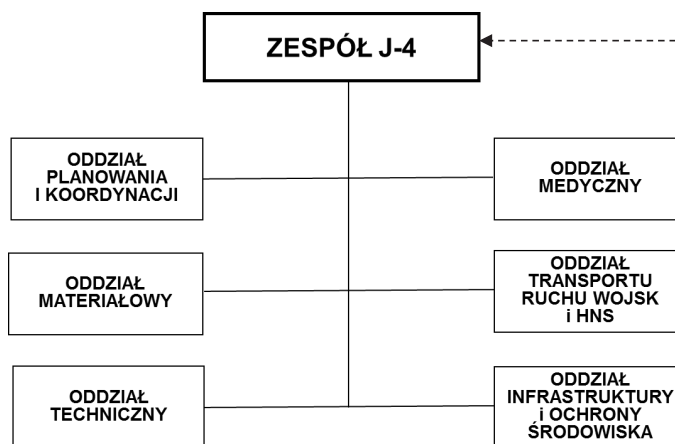 ZESPÓŁ J-4
ODDZIAŁ
PLANOWANIA
I KOORDYNACJI
ODDZIAŁ
MEDYCZNY
ODDZIAŁ
MATERIAŁOWY
ODDZIAŁ
TRANSPORTU
RUCHU WOJSK
i HNS
ODDZIAŁ
TECHNICZNY
ODDZIAŁ
INFRASTRUKTURY
i OCHRONY
ŚRODOWISKA